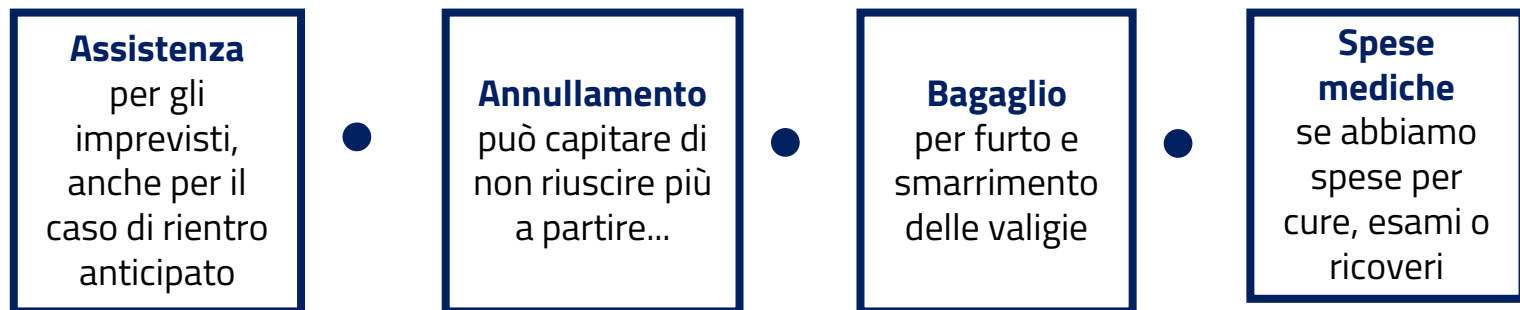 Assistenza
per gli
imprevisti,
anche per il
caso di rientro
anticipato
Annullamento
può capitare di
non riuscire più
a partire...
Bagaglio
per furto e
smarrimento
delle valigie
Spese
mediche
se abbiamo
spese per
cure, esami o
ricoveri